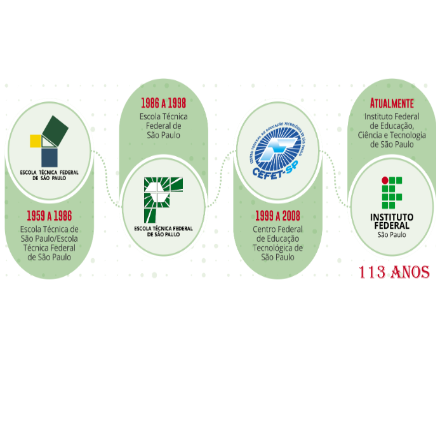 ESCOLA TÉCNICA FEDERAL
DE SÃO PAULO
1959 A 1986
Escola Técnica de
São Paulo/Escola
Técnica Federal
de São Paulo
1986 A 1998
Escola Técnica
Federal de
São Paulo
ESCOLA TÉCNICA FEDERAL
DE SÃO PAULO
CEFET-SP
1999 A 2008
Centro Federal
de Educação
Tecnológica de
São Paulo
ATUALMENTE
Instituto Federal
de Educação,
Ciência e Tecnologia
de São Paulo
INSTITUTO
FEDERAL
São Paulo
113 ANOS